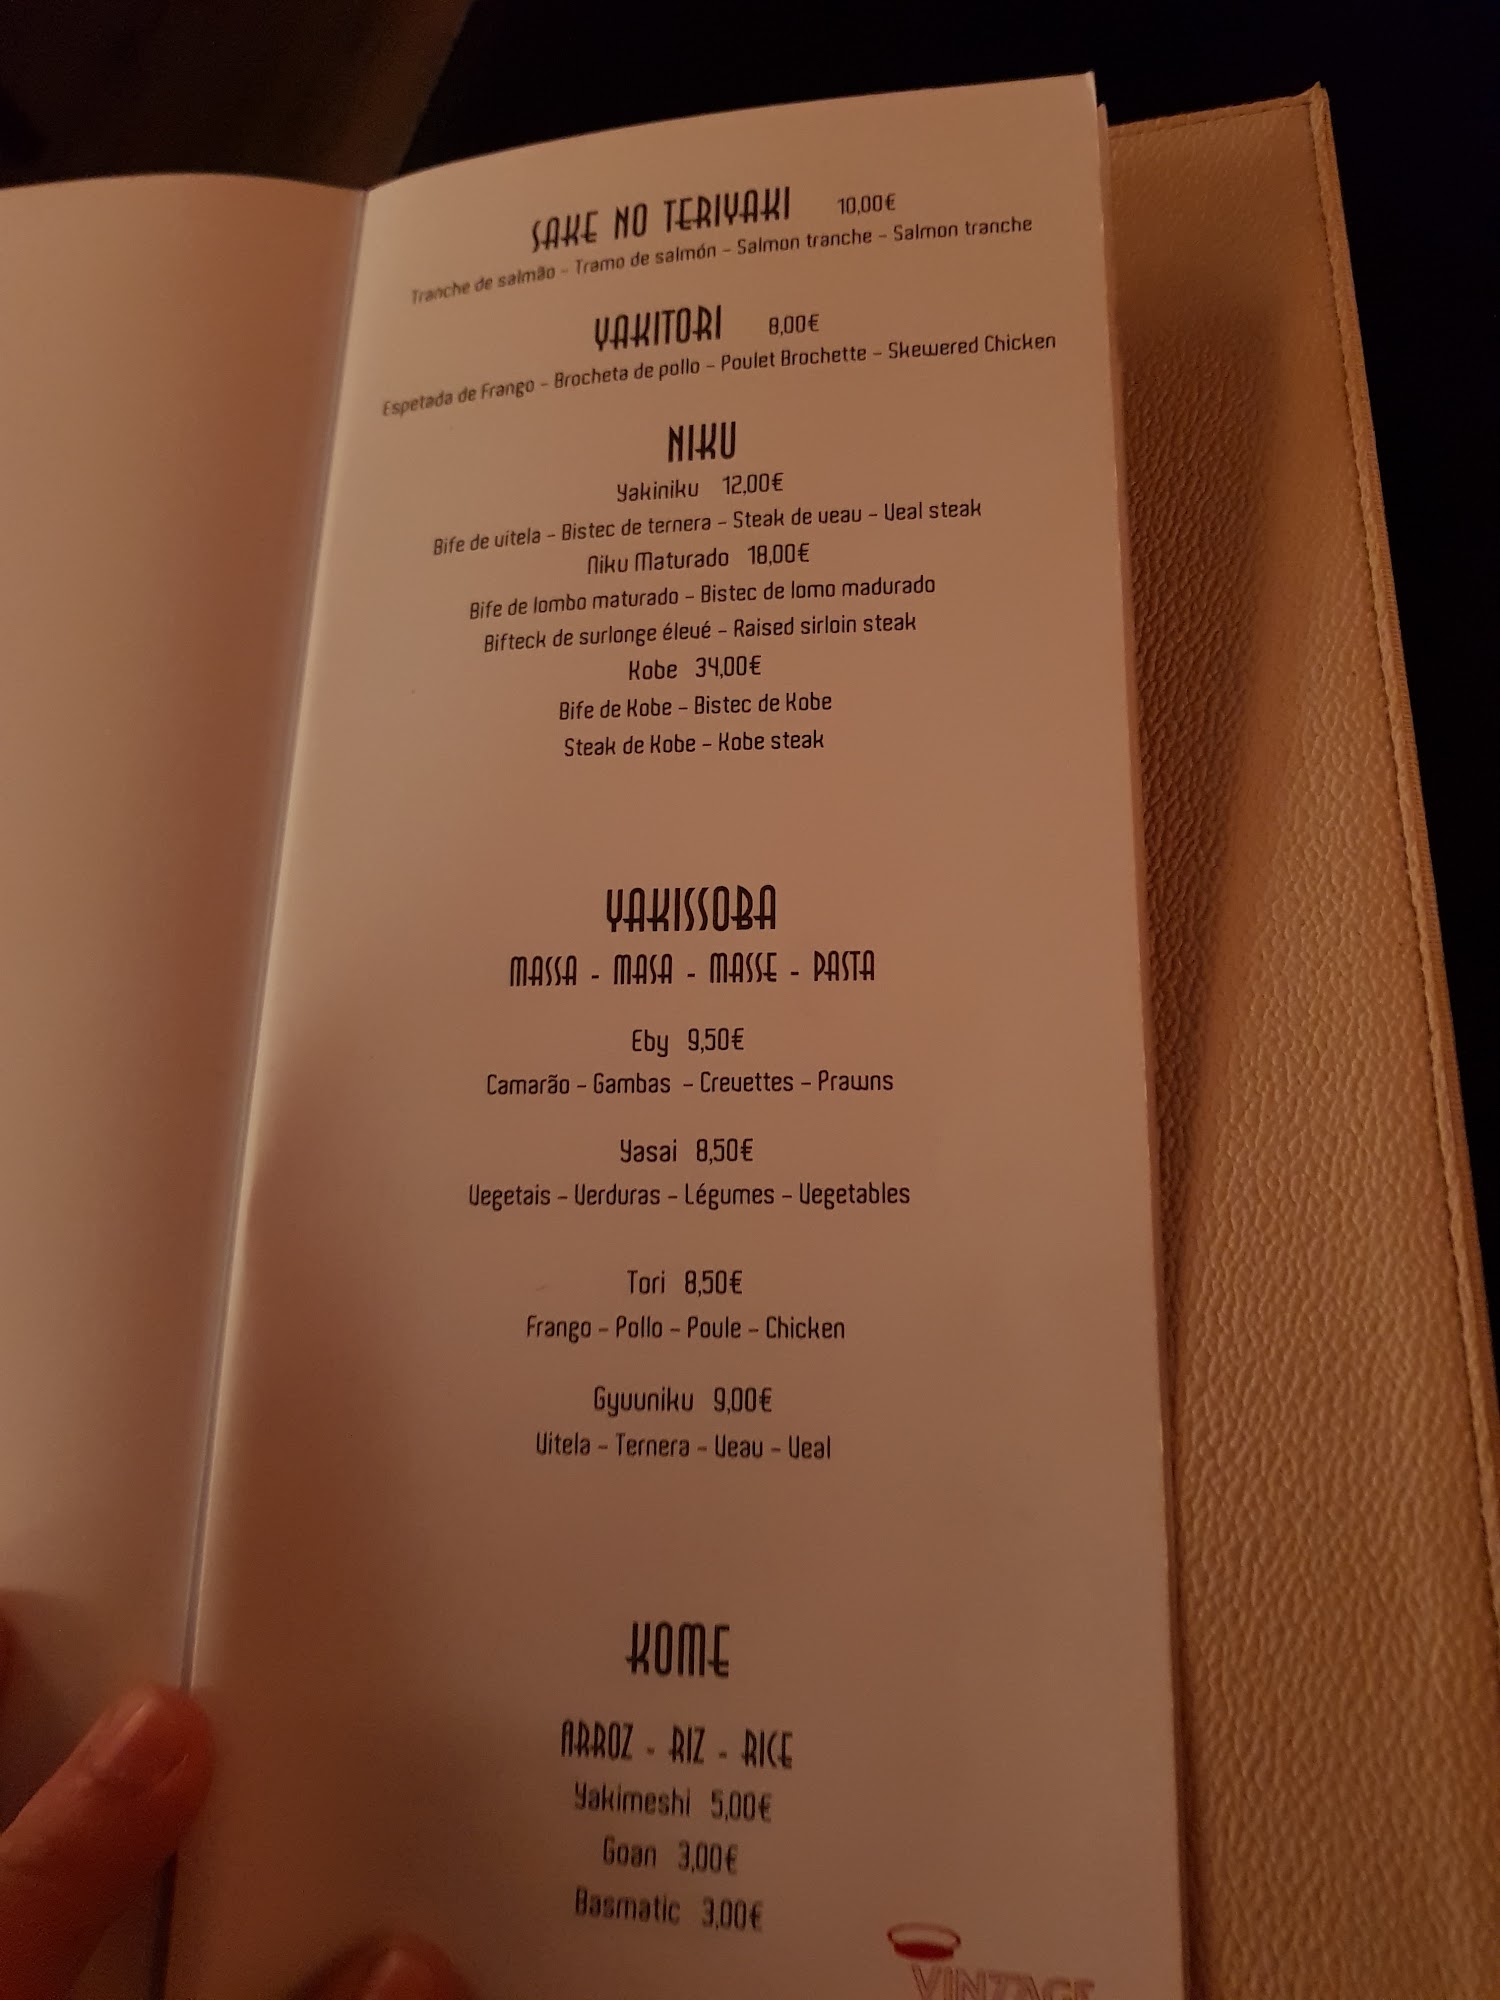 SAKE NO TERIYAKI 10,00€
Tranche de salmão - Tramo de salmón - Salmon tranche - Salmon tranche
YAKITORI 8,00€
Espetada de Frango - Brocheta de pollo - Poulet Brochette - Skewered Chicken
NIKU
Yakiniku 12,00€
Bife de vitela - Bistec de ternera - Steak de veau - Veal steak
Niku Maturado 18,00€
Bife de lombo maturado - Bistec de lomo madurado
Bifteck de surlonge élevé - Raised sirloin steak
Kobe 34,00€
Bife de Kobe - Bistec de Kobe
Steak de Kobe - Kobe steak
YAKISSOBA
MASSA - MASA - MASSE - PASTA
Eby 9,50€
Camarão - Gambas - Crevettes - Prawns
Yasai 8,50€
Vegetais - Verduras - Légumes - Vegetables
Tori 8,50€
Frango - Pollo - Poule - Chicken
Gyuuniku 9,00€
Vitela - Ternera - Veau - Veal
KOME
ARROZ - RIZ - RICE
Yakimeshi 5,00€
Goan 3,00€
Basmatic 3,00€
VINTAGE